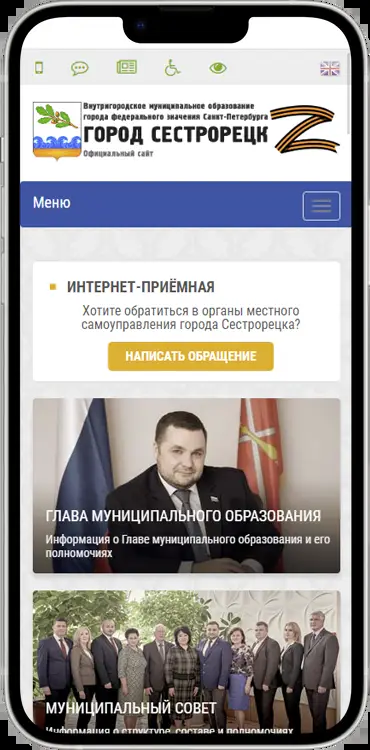 Внутригородское муниципальное образование
города федерального значения Санкт-Петербурга
ГОРОД СЕСТРОРЕЦК
Официальный сайт
Меню
ИНТЕРНЕТ-ПРИЁМНАЯ
Хотите обратиться в органы местного
самоуправления города Сестрорецка?
НАПИСАТЬ ОБРАЩЕНИЕ
ГЛАВА МУНИЦИПАЛЬНОГО ОБРАЗОВАНИЯ
Информация о Главе муниципального образования и его
полномочиях
МУНИЦИПАЛЬНЫЙ СОВЕТ
Информация о структуре, составе и полномочиях